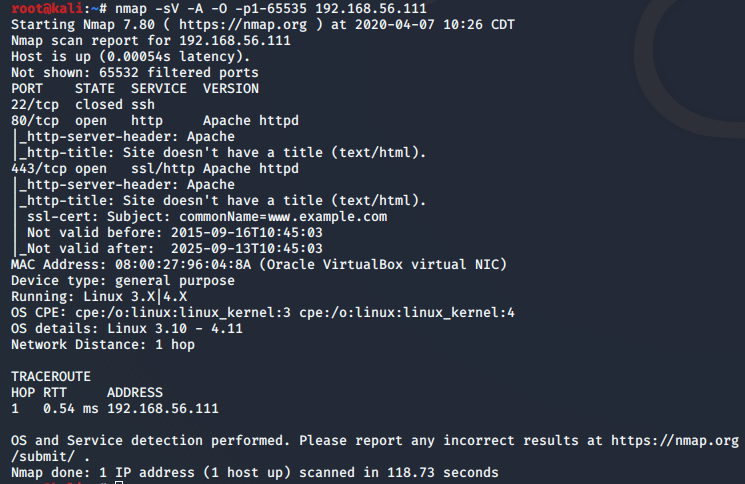 root@kali:~# nmap -sV -A -O -p1-65535 192.168.56.111
Starting Nmap 7.80 ( https://nmap.org ) at 2020-04-07 10:26 CDT
Nmap scan report for 192.168.56.111
Host is up (0.00054s latency).
Not shown: 65532 filtered ports
PORT    STATE  SERVICE  VERSION
22/tcp  closed ssh
80/tcp  open   http     Apache httpd
|_http-server-header: Apache
|_http-title: Site doesn't have a title (text/html).
443/tcp open   ssl/http Apache httpd
|_http-server-header: Apache
|_http-title: Site doesn't have a title (text/html).
| ssl-cert: Subject: commonName=www.example.com
| Not valid before: 2015-09-16T10:45:03
|_Not valid after:  2025-09-13T10:45:03
MAC Address: 08:00:27:96:04:8A (Oracle VirtualBox virtual NIC)
Device type: general purpose
Running: Linux 3.X|4.X
OS CPE: cpe:/o:linux:linux_kernel:3 cpe:/o:linux:linux_kernel:4
OS details: Linux 3.10 - 4.11
Network Distance: 1 hop
TRACEROUTE
HOP RTT     ADDRESS
1   0.54 ms 192.168.56.111
OS and Service detection performed. Please report any incorrect results at https://nmap.org
/submit/ .
Nmap done: 1 IP address (1 host up) scanned in 118.73 seconds